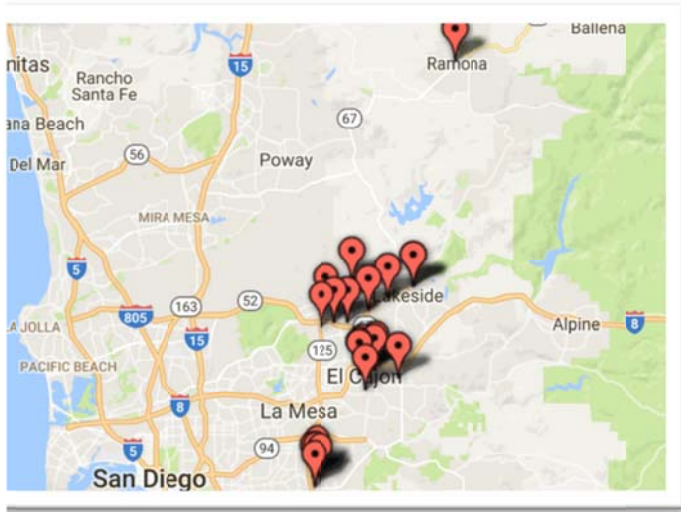 Ballena
Ramona
nitas
15
Rancho
Santa Fe
67
ana Beach
Del Mar
56
Poway
MIRA MESA
5
Lakeside
52
163
805
A JOLLA
15
125
Alpine
8
PACIFIC BEACH
El Cajon
8
La Mesa
94
5
San Diego